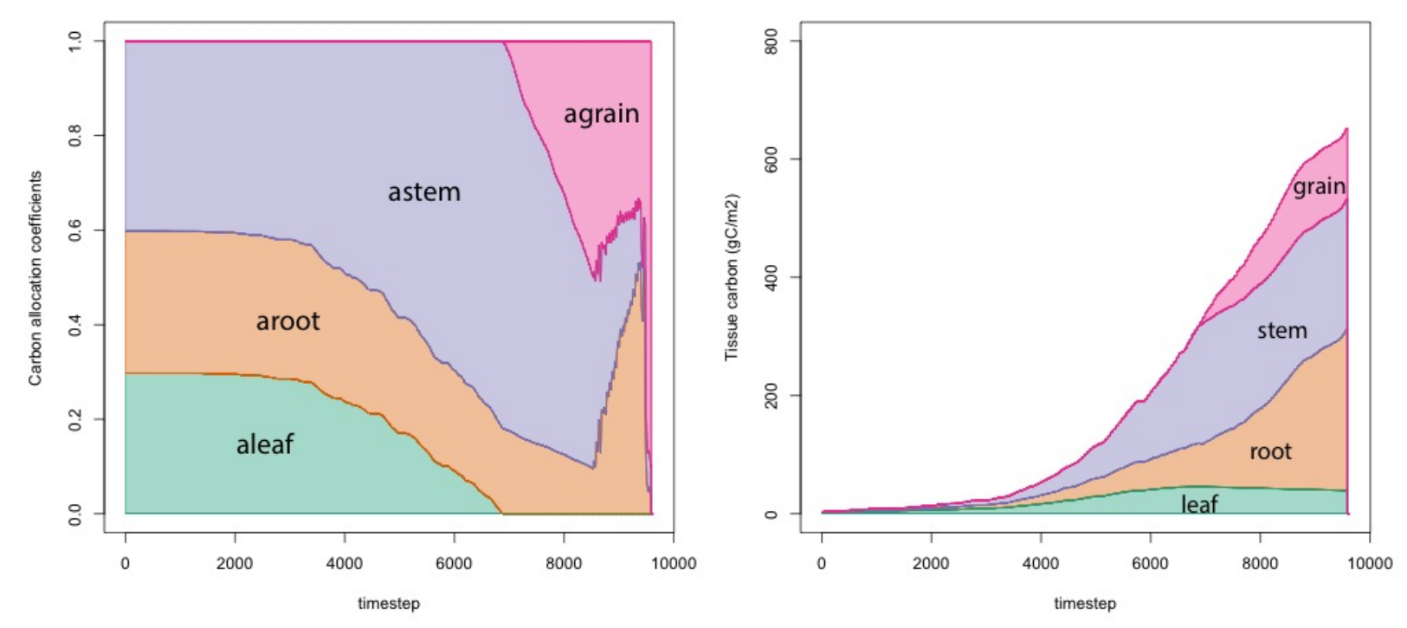 Carbon allocation coefficients
1.0
0.8
0.6
0.4
0.2
0.0
agrain
astem
aroot
aleaf
0 2000 4000 6000 8000 10000
timestep
Tissue carbon (gC/m2)
800
600
400
200
0
grain
stem
root
leaf
0 2000 4000 6000 8000 10000
timestep